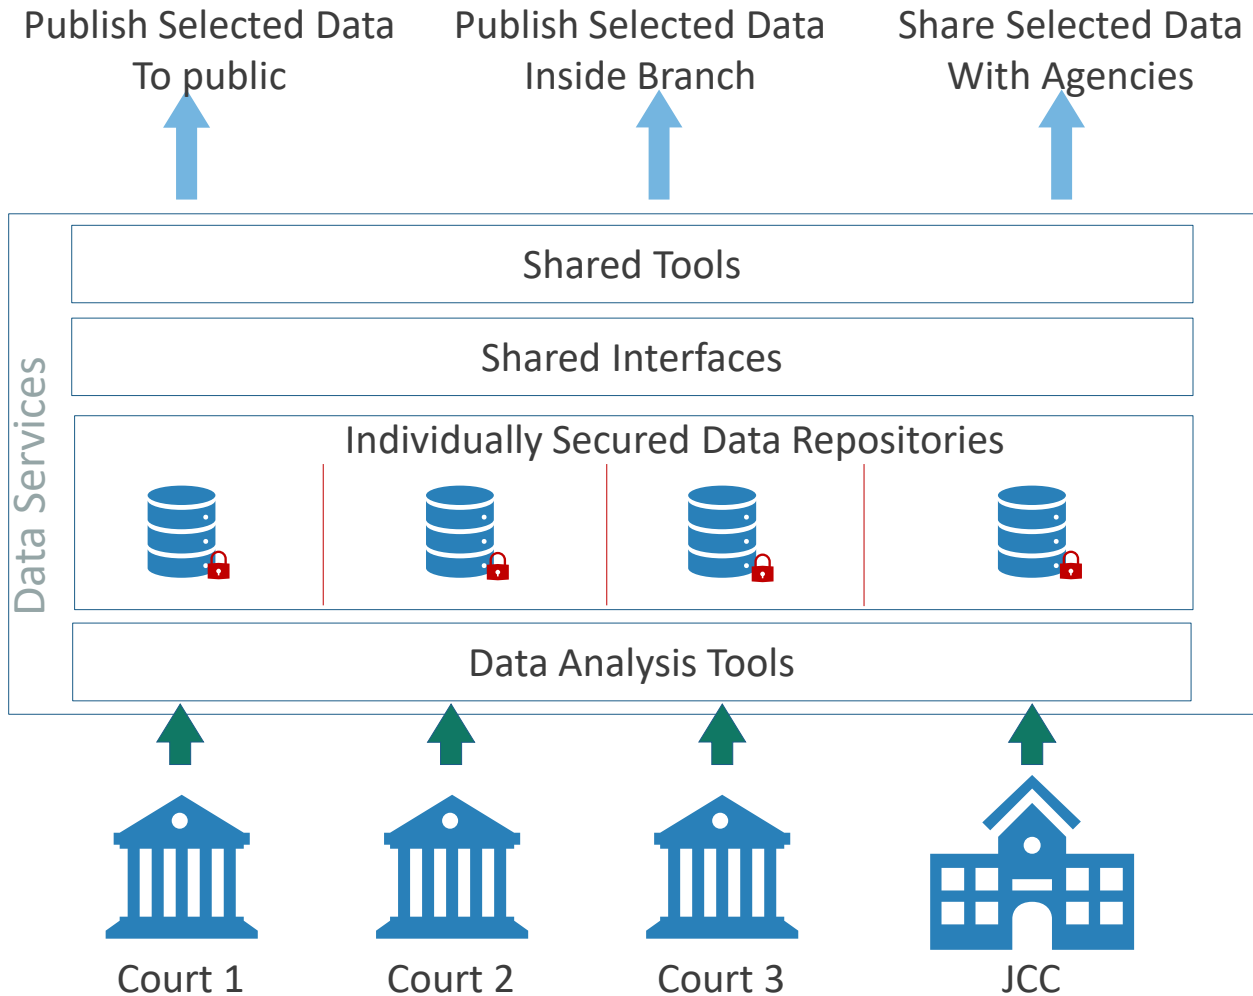 Publish Selected Data
To public
Publish Selected Data
Inside Branch
Share Selected Data
With Agencies
Data Services
Shared Tools
Shared Interfaces
Individually Secured Data Repositories
Data Analysis Tools
Court 1
Court 2
Court 3
JCC